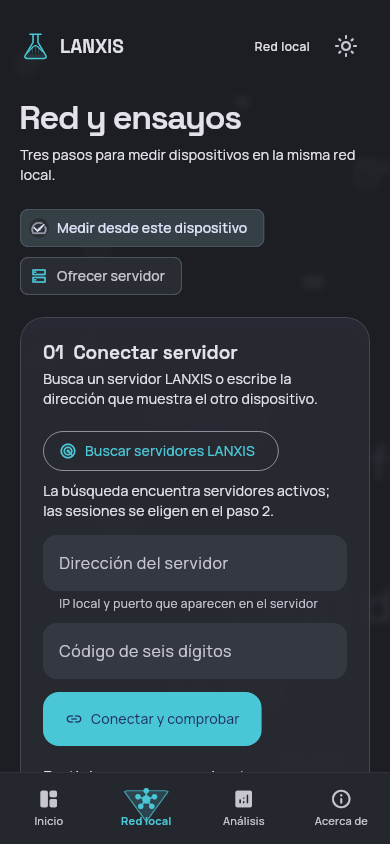 LANXIS
Red local
Red y ensayos
Tres pasos para medir dispositivos en la misma red
local.
Medir desde este dispositivo
Ofrecer servidor
01 Conectar servidor
Busca un servidor LANXIS o escribe la
dirección que muestra el otro dispositivo.
Buscar servidores LANXIS
La búsqueda encuentra servidores activos;
las sesiones se eligen en el paso 2.
Dirección del servidor
IP local y puerto que aparecen en el servidor
Código de seis dígitos
Conectar y comprobar
Inicio
Red local
Análisis
Acerca de